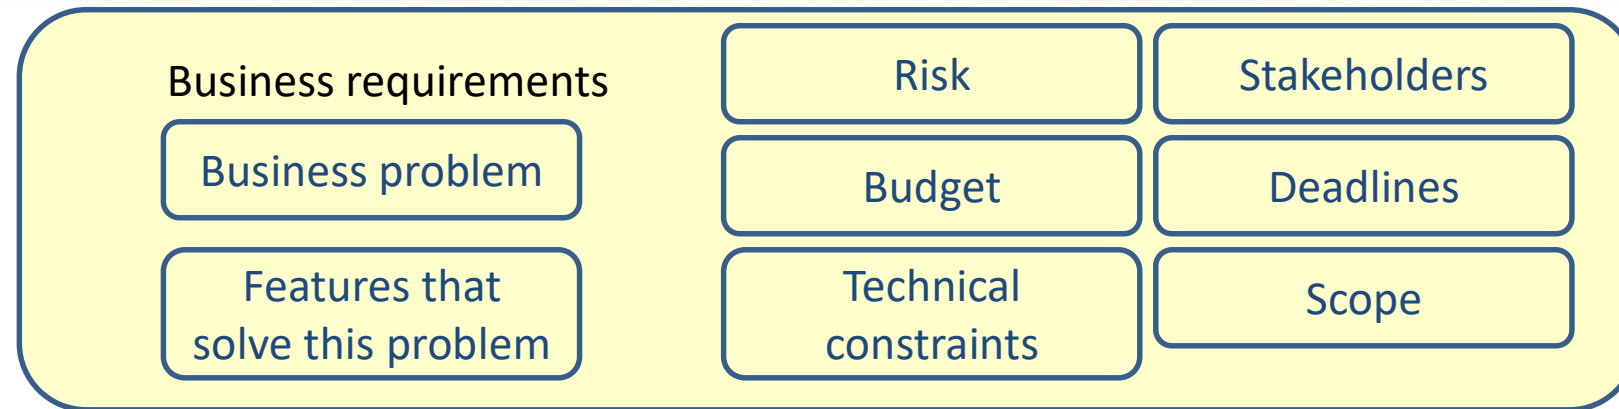 Business requirements
Business problem
Features that
solve this problem
Risk
Stakeholders
Budget
Deadlines
Technical
constraints
Scope